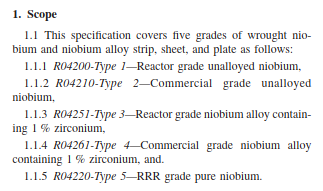 1. Scope
1.1 This specification covers five grades of wrought nio-
bium and niobium alloy strip, sheet, and plate as follows:
1.1.1 R04200-Type 1—Reactor grade unalloyed niobium,
1.1.2 R04210-Type 2—Commercial grade unalloyed
niobium,
1.1.3 R04251-Type 3—Reactor grade niobium alloy contain-
ing 1 % zirconium,
1.1.4 R04261-Type 4—Commercial grade niobium alloy
containing 1 % zirconium, and.
1.1.5 R04220-Type 5—RRR grade pure niobium.